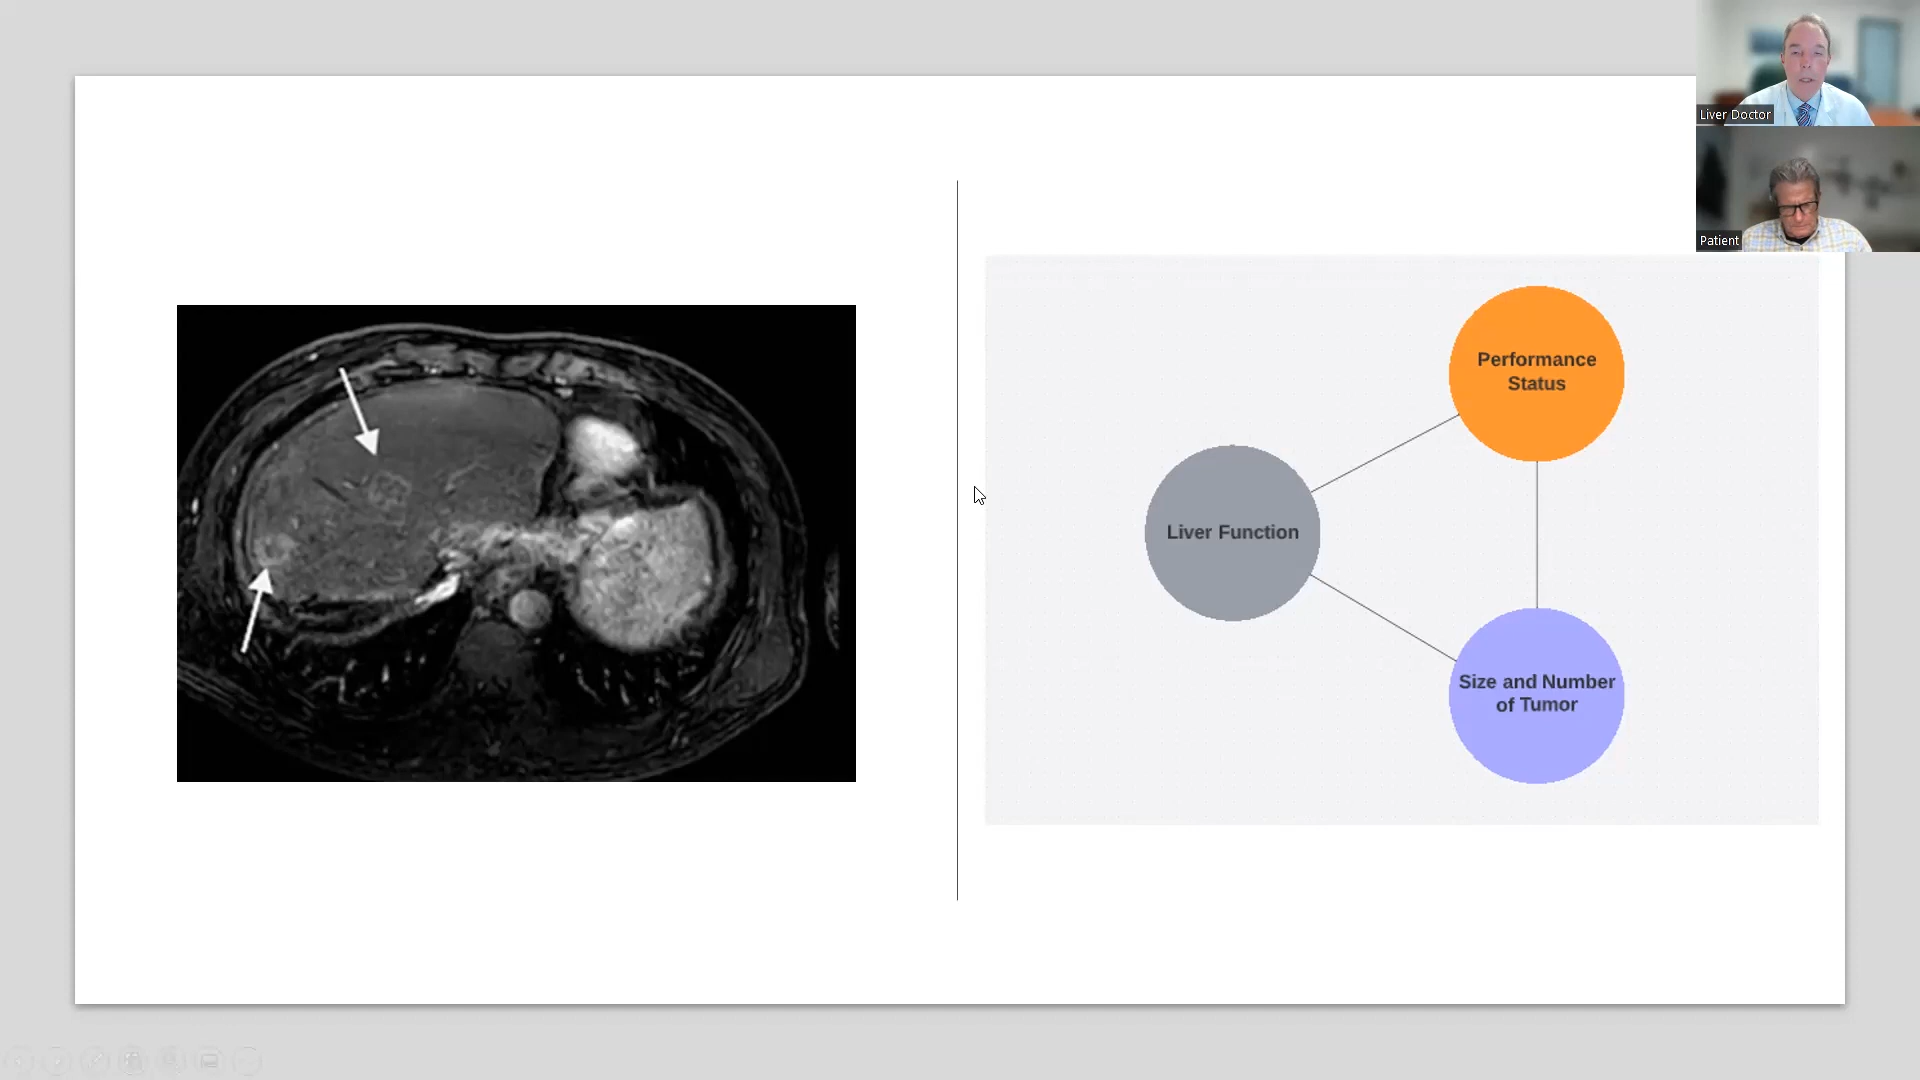 Liver Doctor
Patient
Performance
Status
Liver Function
Size and Number
of Tumor